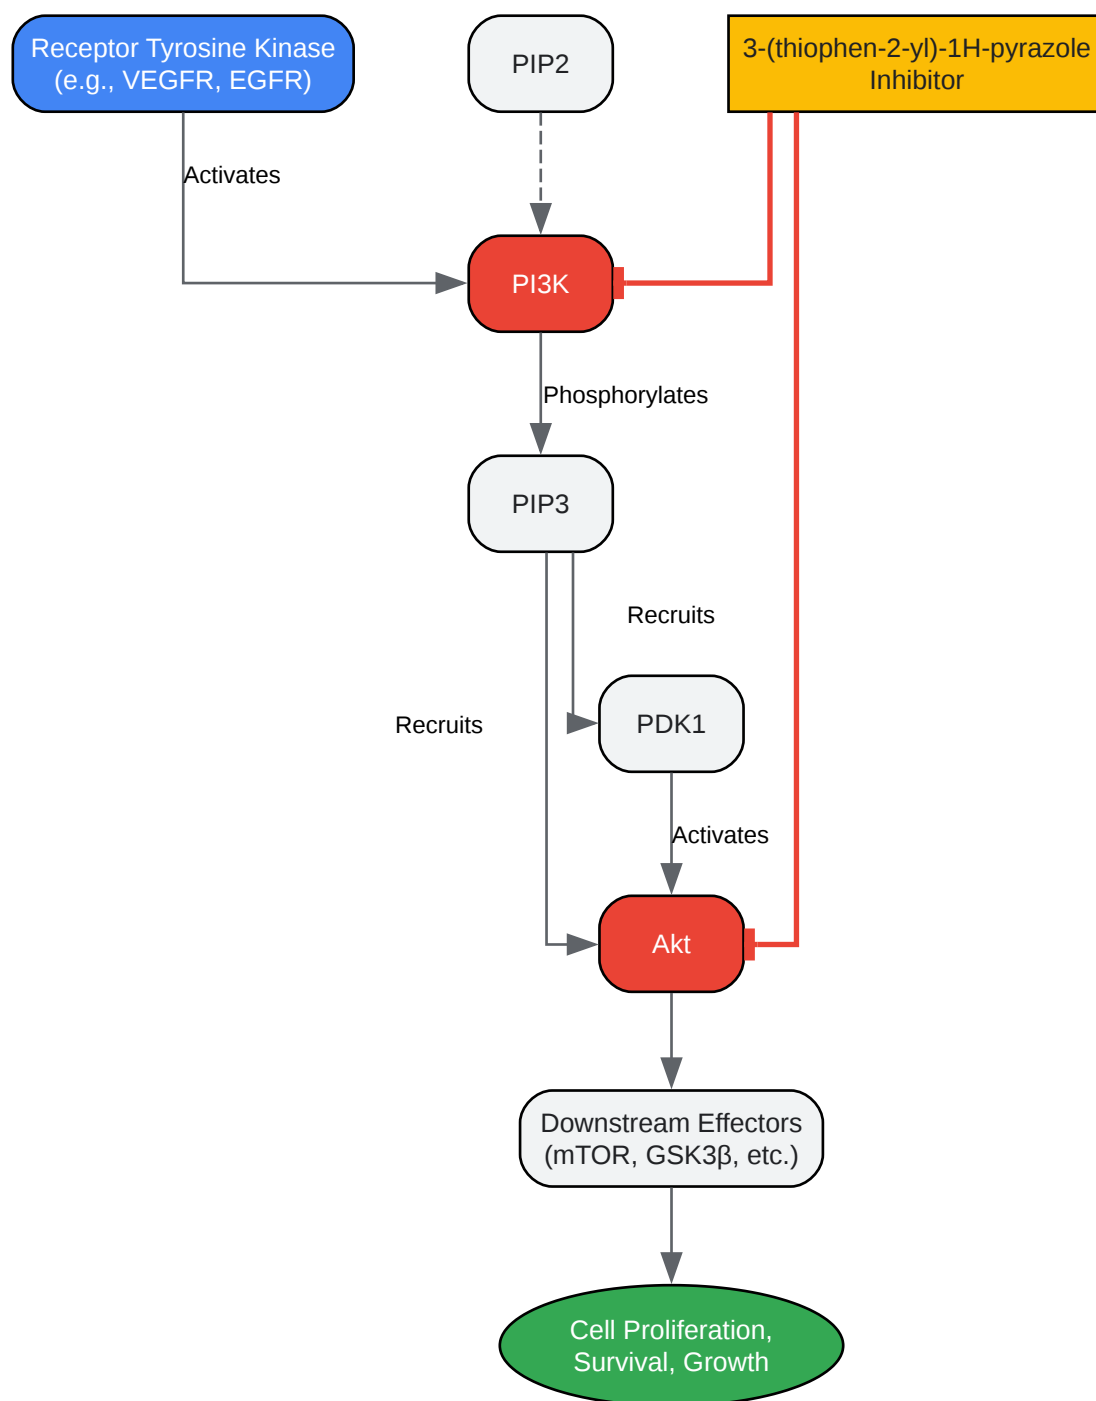 Receptor Tyrosine Kinase
(e.g., VEGFR, EGFR)
PIP2
3-(thiophen-2-yl)-1H-pyrazole
Inhibitor
Activates
PI3K
Phosphorylates
PIP3
Recruits
Recruits
PDK1
Activates
Akt
Downstream Effectors
(mTOR, GSK3β, etc.)
Cell Proliferation,
Survival, Growth